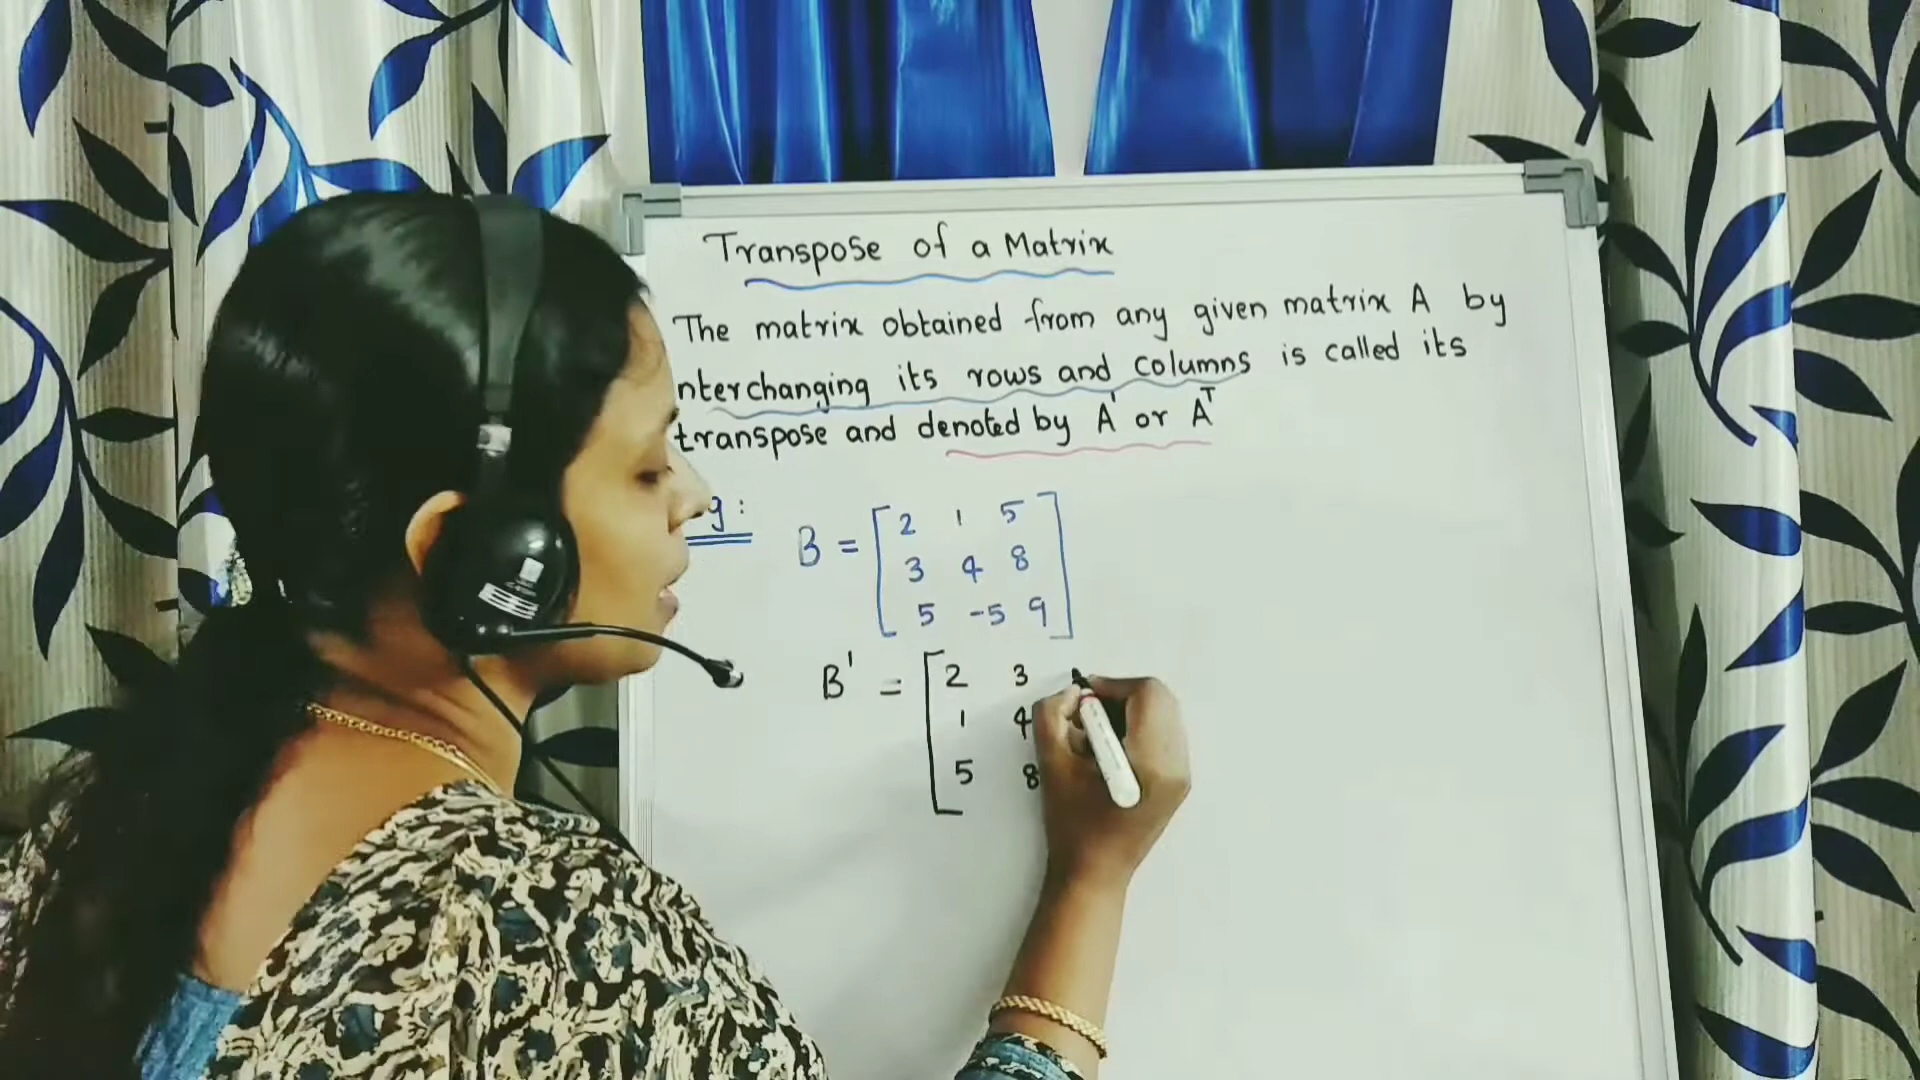 Transpose of a Matrix
The matrix obtained from any given matrix A by
nterchanging its rows and columns is called its
transpose and denoted by A' or A^T
g :
B = [ 2 1 5
3 4 8
5 -5 9 ]
B' = [ 2 3
1 4
5 8